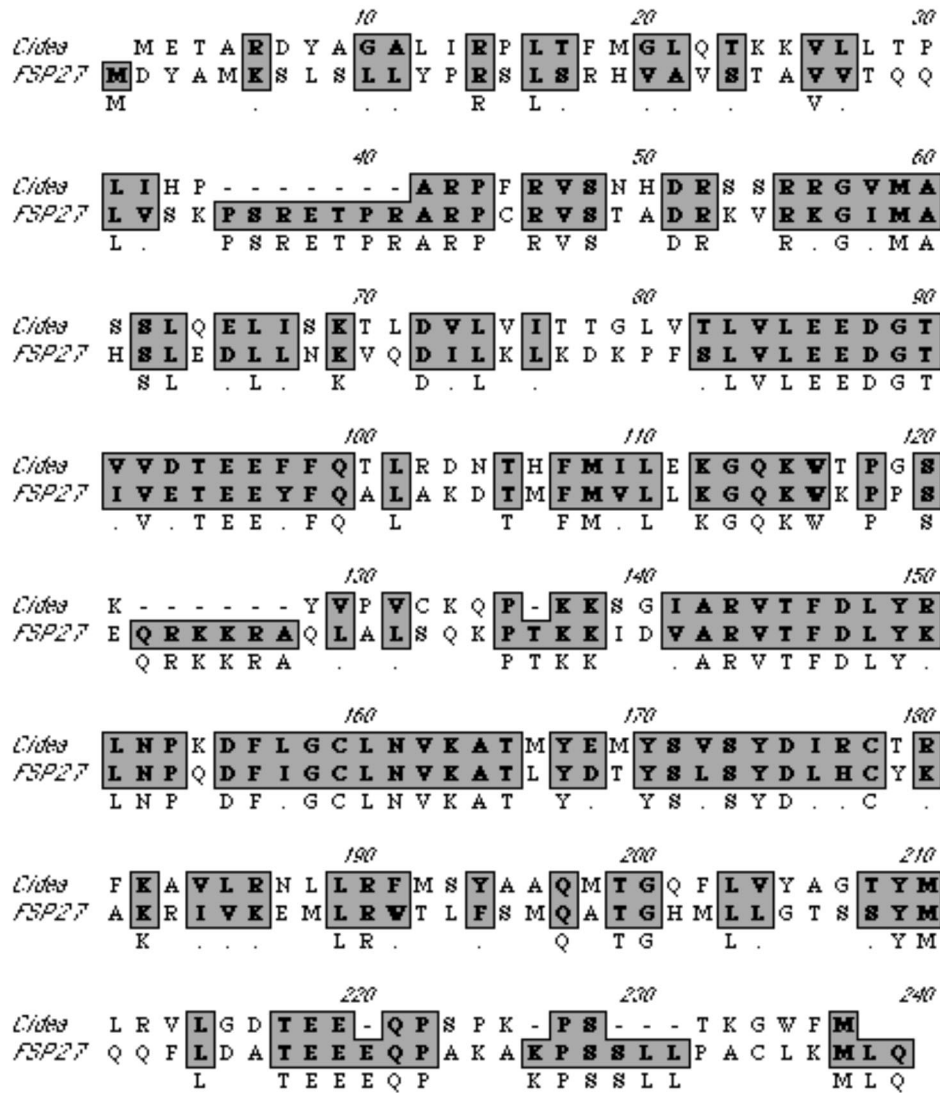 10 20 30
Cidea M E T A R D Y A G A L I R P L T F M G L Q T K K V L L T P
FSP27 M D Y A M K S L S L L Y P R S L S R H V A V S T A V V T Q Q
M . . . R L . . . . V .
40 50 60
Cidea L I H P - - - - - - - A R P F R V S N H D R S S R R G V M A
FSP27 L V S K P S R E T P R A R P C R V S T A D R K V R K G I M A
L . P S R E T P R A R P R V S D R R . G . M A
70 80 90
Cidea S S L Q E L I S K T L D V L V I T T G L V T L V L E E D G T
FSP27 H S L E D L L N K V Q D I L K L K D K P F S L V L E E D G T
S L . L . K D . L . . L V L E E D G T
100 110 120
Cidea V V D T E E F F Q T L R D N T H F M I L E K G Q K W T P G S
FSP27 I V E T E E Y F Q A L A K D T M F M V L L K G Q K W K P P S
. V . T E E . F Q L T F M . L K G Q K W P S
130 140 150
Cidea K - - - - - - Y V P V C K Q P - K K S G I A R V T F D L Y R
FSP27 E Q R K K R A Q L A L S Q K P T K K I D V A R V T F D L Y K
Q R K K R A . . P T K K . A R V T F D L Y .
160 170 180
Cidea L N P K D F L G C L N V K A T M Y E M Y S V S Y D I R C T R
FSP27 L N P Q D F I G C L N V K A T L Y D T Y S L S Y D L H C Y K
L N P D F . G C L N V K A T Y . Y S . S Y D . . C .
190 200 210
Cidea F K A V L R N L L R F M S Y A A Q M T G Q F L V Y A G T Y M
FSP27 A K R I V K E M L R W T L F S M Q A T G H M L L G T S S Y M
K . . . L R . . Q T G L . . Y M
220 230 240
Cidea L R V L G D T E E - Q P S P K - P S - - - T K G W F M
FSP27 Q Q F L D A T E E E Q P A K A K P S S L L P A C L K M L Q
L T E E E Q P K P S S L L M L Q